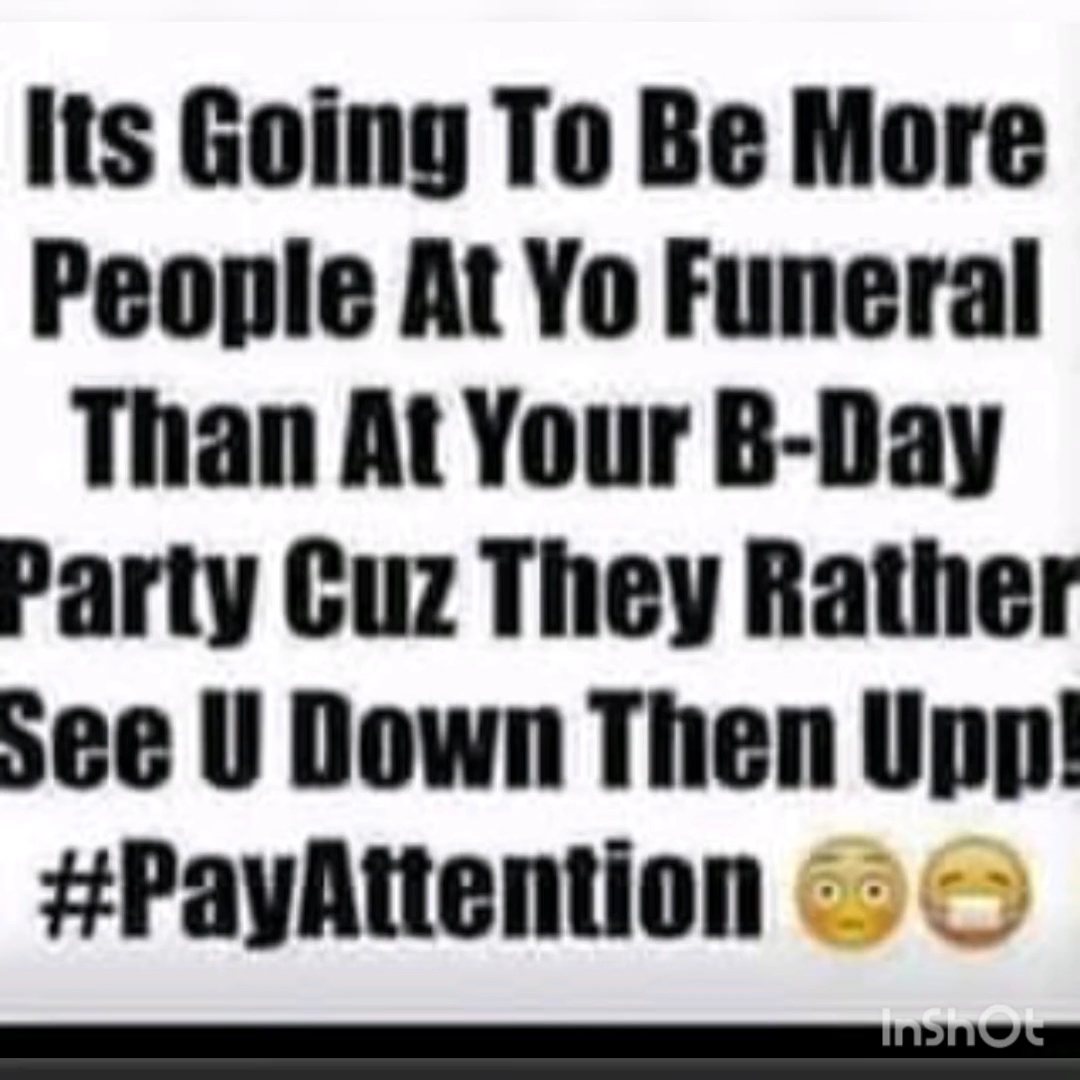 Its Going To Be More
People At Yo Funeral
Than At Your B-Day
Party Cuz They Rather
See U Down Then Upp!
#PayAttention 😳😷
InShOt